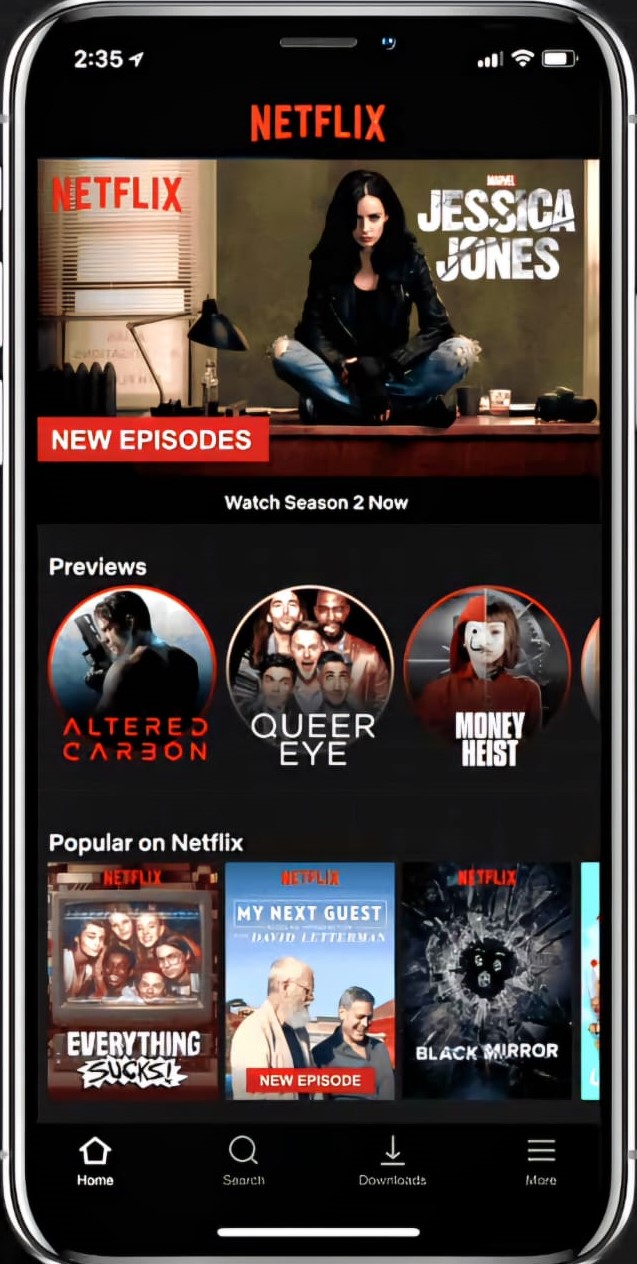 2:35
NETFLIX
NETFLIX
MARVEL
JESSICA
JONES
NEW EPISODES
Watch Season 2 Now
Previews
ALTERED
CARBON
QUEER
EYE
MONEY
HEIST
Popular on Netflix
NETFLIX
EVERYTHING
SUCKS!
NETFLIX
MY NEXT GUEST
DAVID LETTERMAN
NEW EPISODE
NETFLIX
BLACK MIRROR
Home
Search
Downloads
More